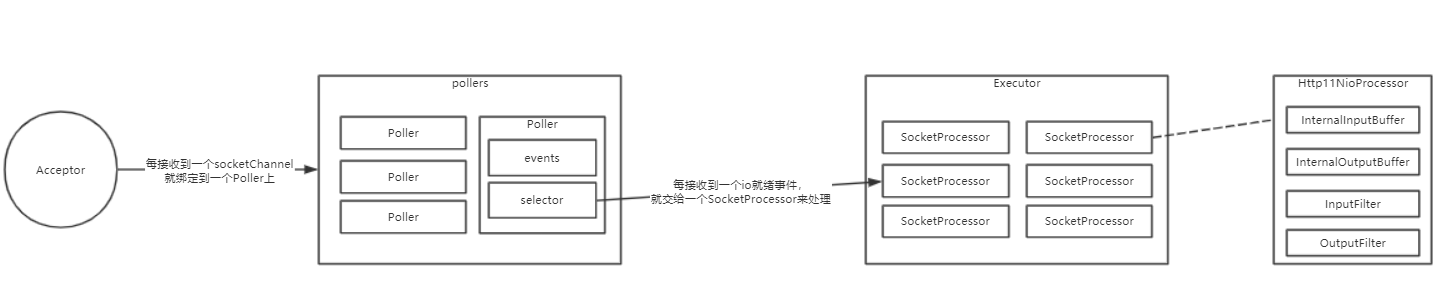 Acceptor
每接收到一个socketChannel
就绑定到一个Poller上
pollers
Poller
Poller
Poller
Poller
events
selector
每接收到一个io就绪事件，
就交给一个SocketProcessor来处理
Executor
SocketProcessor
SocketProcessor
SocketProcessor
SocketProcessor
SocketProcessor
SocketProcessor
Http11NioProcessor
InternalInputBuffer
InternalOutputBuffer
InputFilter
OutputFilter